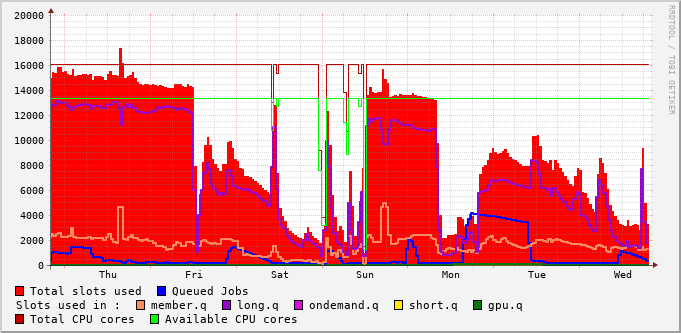 20000
18000
16000
14000
12000
10000
8000
6000
4000
2000
0
Thu Fri Sat Sun Mon Tue Wed
RRDTOOL / TOBI OETIKER
Total slots used Queued Jobs
Slots used in : member.q long.q ondemand.q short.q gpu.q
Total CPU cores Available CPU cores